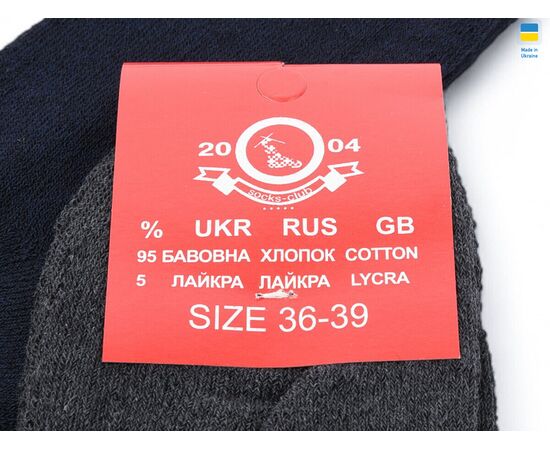 Made in
Ukraine
20 04
socks-club
% UKR RUS GB
95 БАВОВНА ХЛОПОК COTTON
5 ЛАЙКРА ЛАЙКРА LYCRA
SIZE 36-39